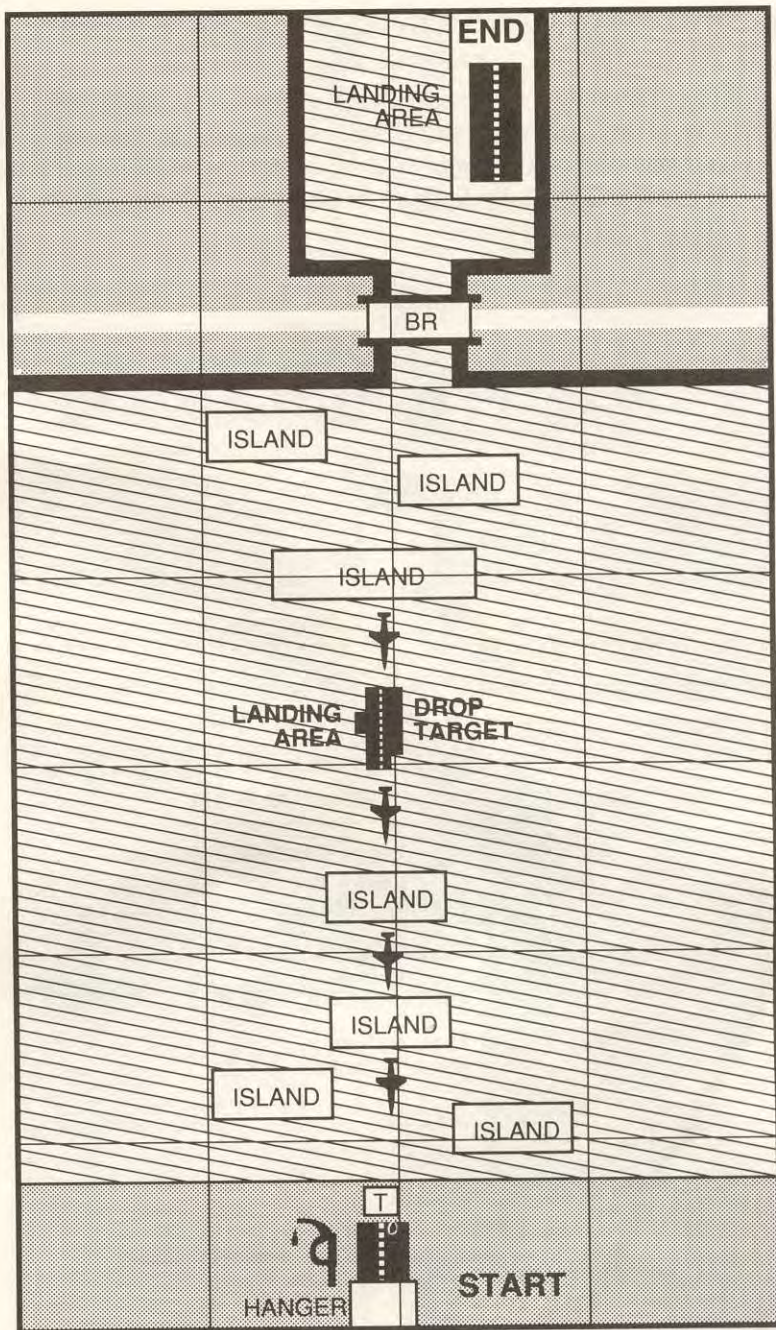 END
LANDING
AREA
BR
ISLAND
ISLAND
ISLAND
LANDING
AREA
DROP
TARGET
ISLAND
ISLAND
ISLAND
ISLAND
T
HANGER
START